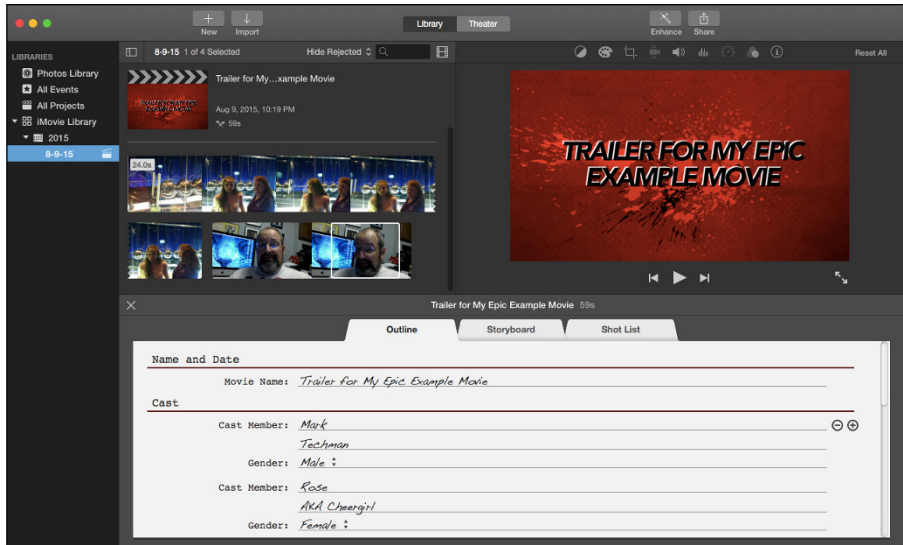 New
Import
Library
Theater
Enhance
Share
LIBRARIES
Photos Library
All Events
All Projects
iMovie Library
2015
8-9-15
8-9-15 1 of 4 Selected
Hide Rejected
Reset All
Trailer for My...xample Movie
Aug 9, 2015, 10:19 PM
59s
24.0s
TRAILER FOR MY EPIC
EXAMPLE MOVIE
Trailer for My Epic Example Movie 59s
Outline
Storyboard
Shot List
Name and Date
Movie Name: Trailer for My Epic Example Movie
Cast
Cast Member: Mark
Techman
Gender: Male
Cast Member: Rose
AKA Cheergirl
Gender: Female